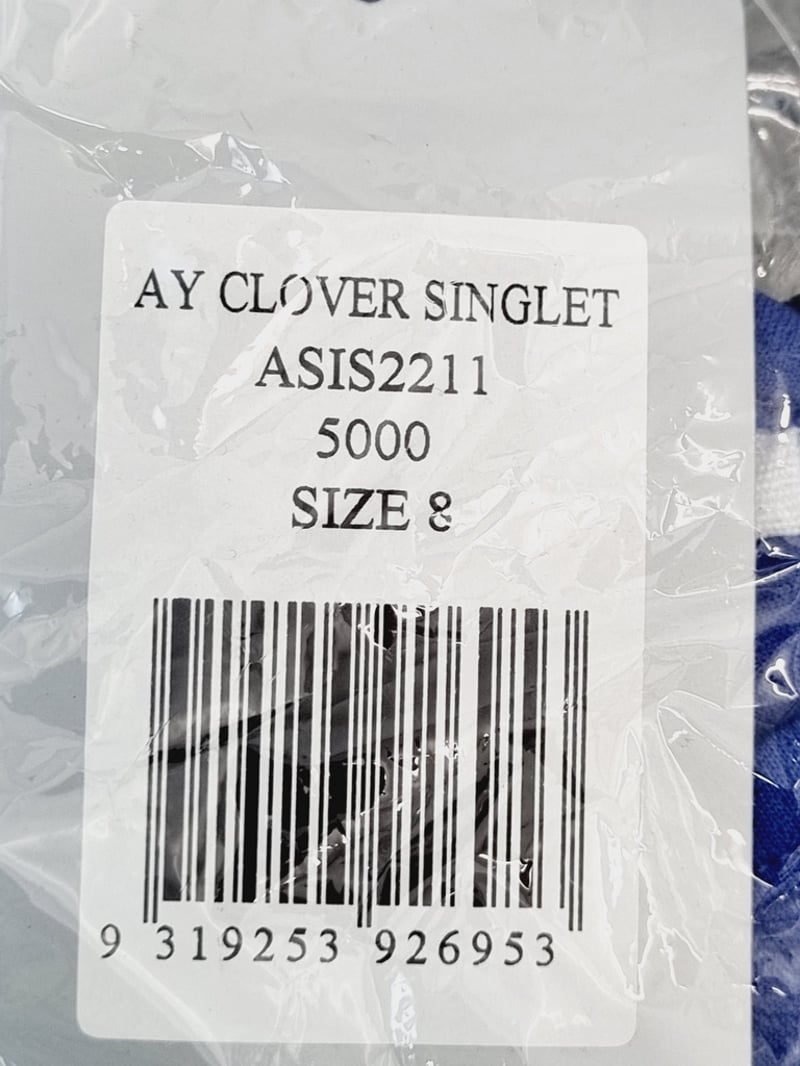 AY CLOVER SINGLET
ASIS2211
5000
SIZE 8
9 319253 926953